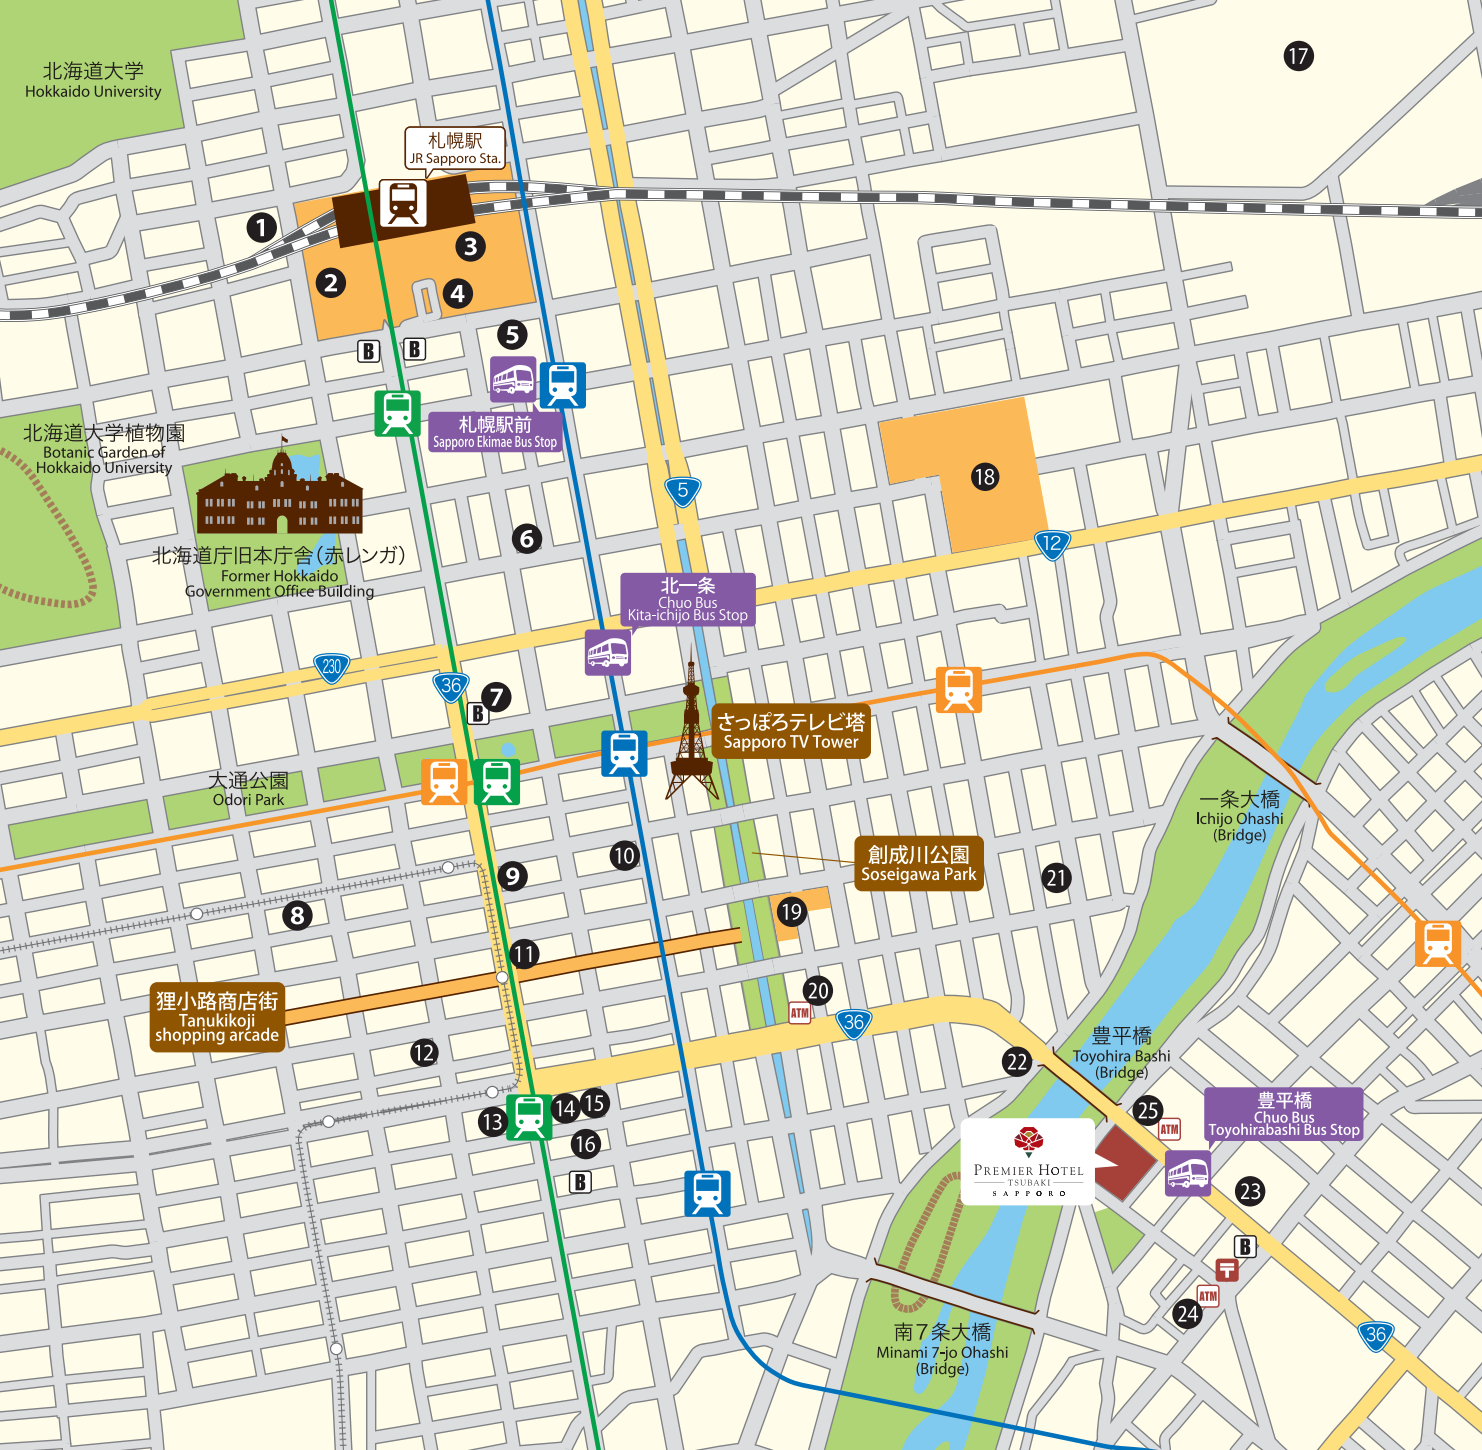 北海道大学
Hokkaido University
17
札幌駅
JR Sapporo Sta.
1
2
3
4
5
B
B
札幌駅前
Sapporo Ekimae Bus Stop
北海道大学植物園
Botanic Garden of
Hokkaido University
5
18
6
12
北海道庁旧本庁舎(赤レンガ)
Former Hokkaido
Government Office Building
北一条
Chuo Bus
Kita-ichijo Bus Stop
230
36
7
B
さっぽろテレビ塔
Sapporo TV Tower
大通公園
Odori Park
一条大橋
Ichijo Ohashi
(Bridge)
10
創成川公園
Soseigawa Park
9
21
8
19
11
狸小路商店街
Tanukikoji
shopping arcade
20
ATM
36
12
22
豊平橋
Toyohira Bashi
(Bridge)
13
14
15
16
B
25
ATM
豊平橋
Chuo Bus
Toyohirabashi Bus Stop
PREMIER HOTEL
TSUBAKI
SAPPORO
23
B
〒
ATM
24
36
南7条大橋
Minami 7-jo Ohashi
(Bridge)